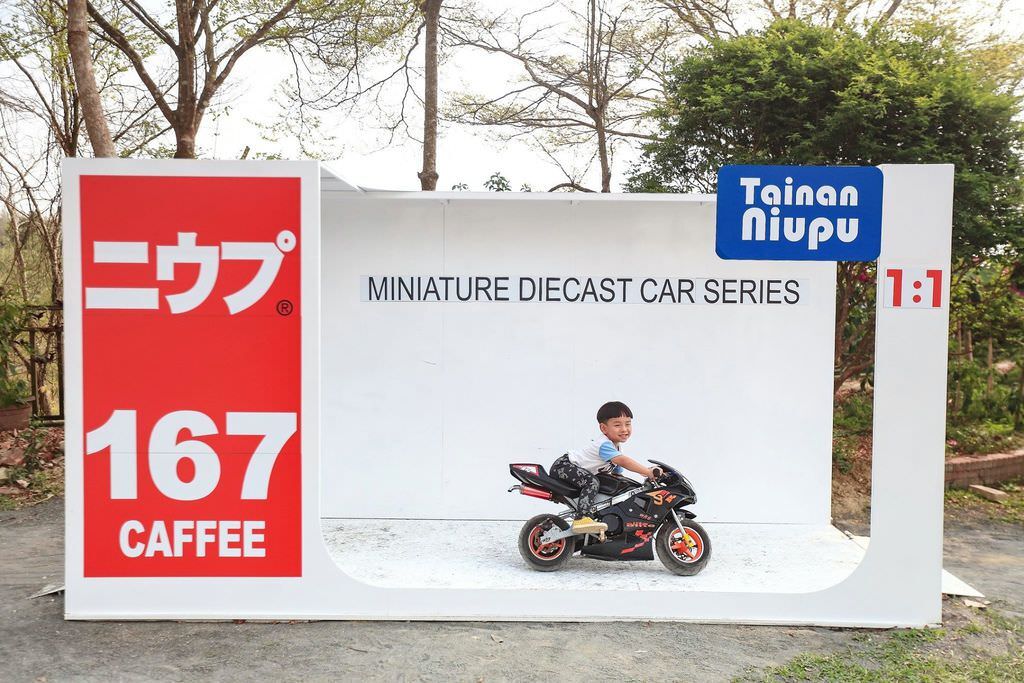 ニウプ®
167
CAFFEE
MINIATURE DIECAST CAR SERIES
Tainan
Niupu
1:1